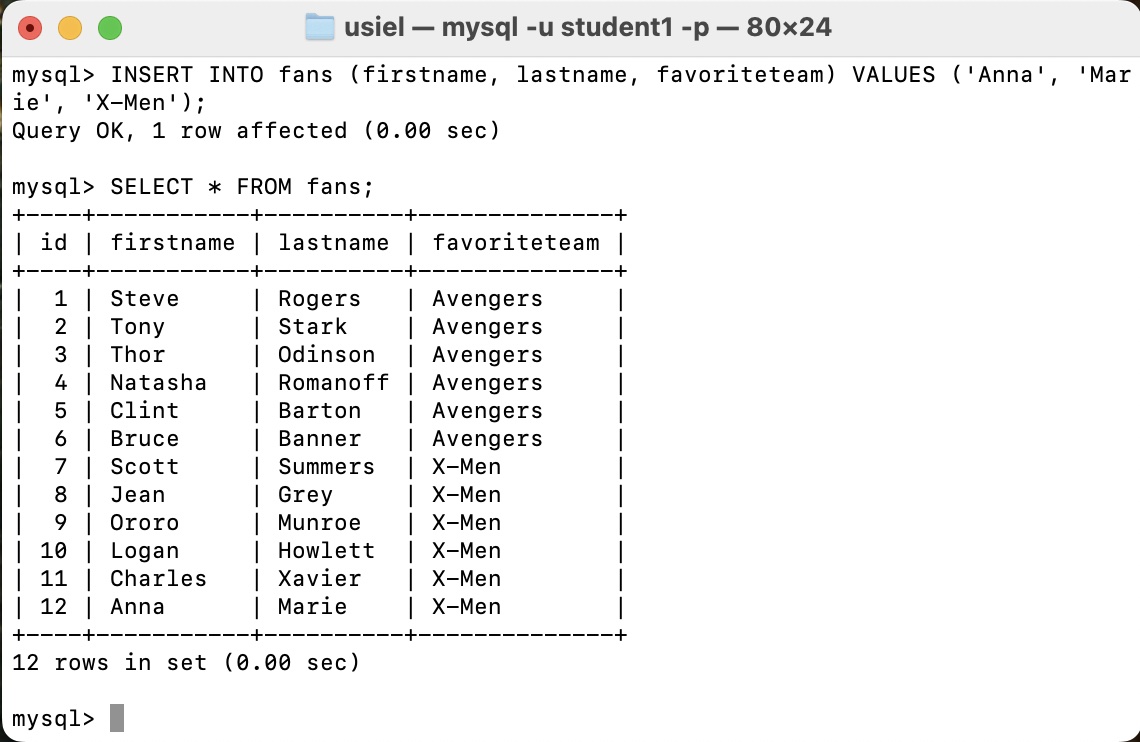 usiel — mysql -u student1 -p — 80×24
mysql> INSERT INTO fans (firstname, lastname, favoriteteam) VALUES ('Anna', 'Mar
ie', 'X-Men');
Query OK, 1 row affected (0.00 sec)

mysql> SELECT * FROM fans;
+----+-----------+----------+--------------+
| id | firstname | lastname | favoriteteam |
+----+-----------+----------+--------------+
|  1 | Steve     | Rogers   | Avengers     |
|  2 | Tony      | Stark    | Avengers     |
|  3 | Thor      | Odinson  | Avengers     |
|  4 | Natasha   | Romanoff | Avengers     |
|  5 | Clint     | Barton   | Avengers     |
|  6 | Bruce     | Banner   | Avengers     |
|  7 | Scott     | Summers  | X-Men        |
|  8 | Jean      | Grey     | X-Men        |
|  9 | Ororo     | Munroe   | X-Men        |
| 10 | Logan     | Howlett  | X-Men        |
| 11 | Charles   | Xavier   | X-Men        |
| 12 | Anna      | Marie    | X-Men        |
+----+-----------+----------+--------------+
12 rows in set (0.00 sec)

mysql>